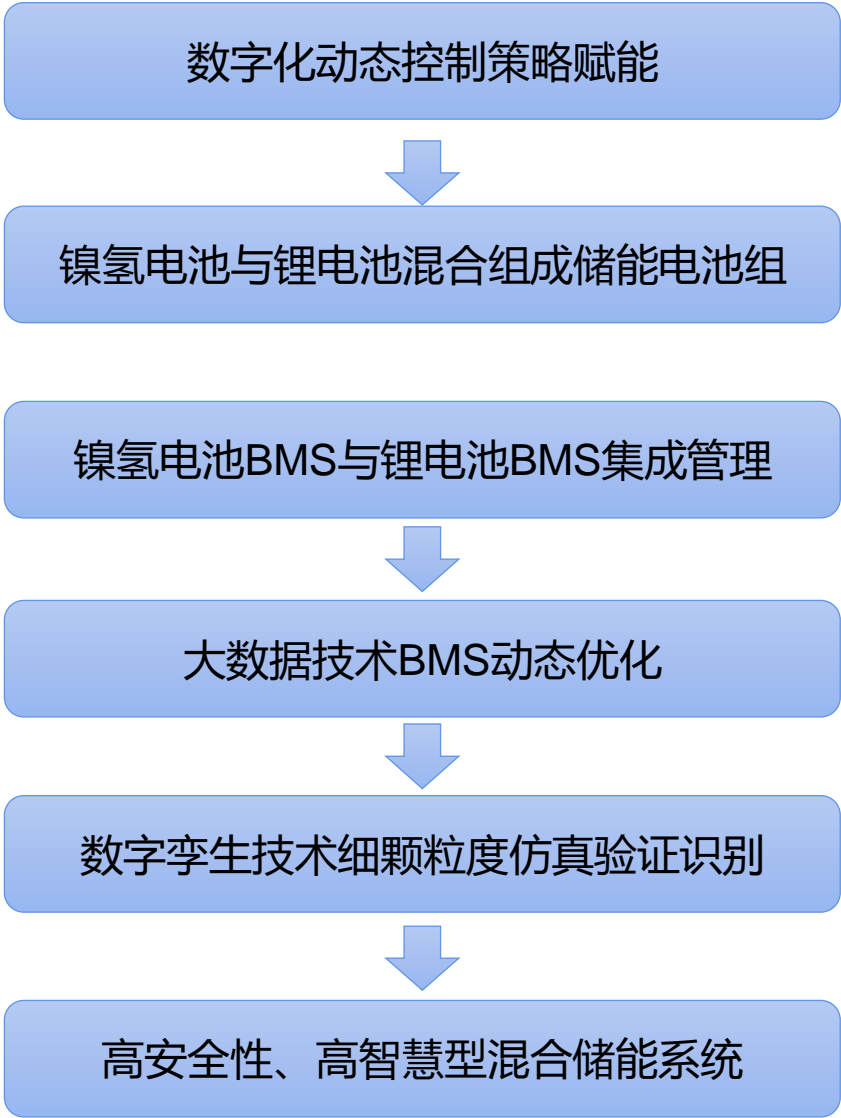 数字化动态控制策略赋能
镍氢电池与锂电池混合组成储能电池组
镍氢电池BMS与锂电池BMS集成管理
大数据技术BMS动态优化
数字孪生技术细颗粒度仿真验证识别
高安全性、高智慧型混合储能系统